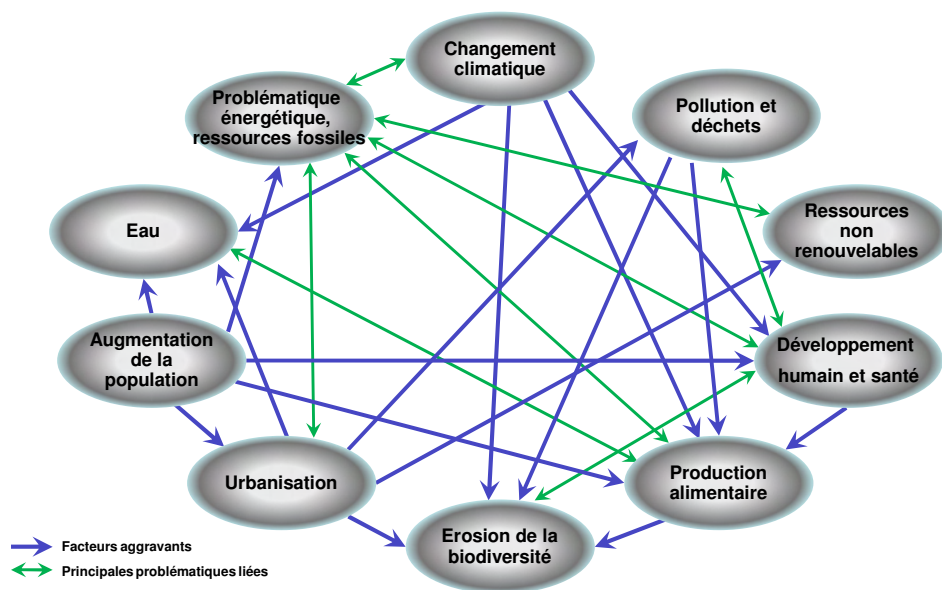 Changement
climatique
Problématique
énergétique,
ressources fossiles
Pollution et
déchets
Eau
Ressources
non
renouvelables
Augmentation
de la
population
Développement
humain et santé
Urbanisation
Production
alimentaire
Erosion de la
biodiversité
Facteurs aggravants
Principales problématiques liées